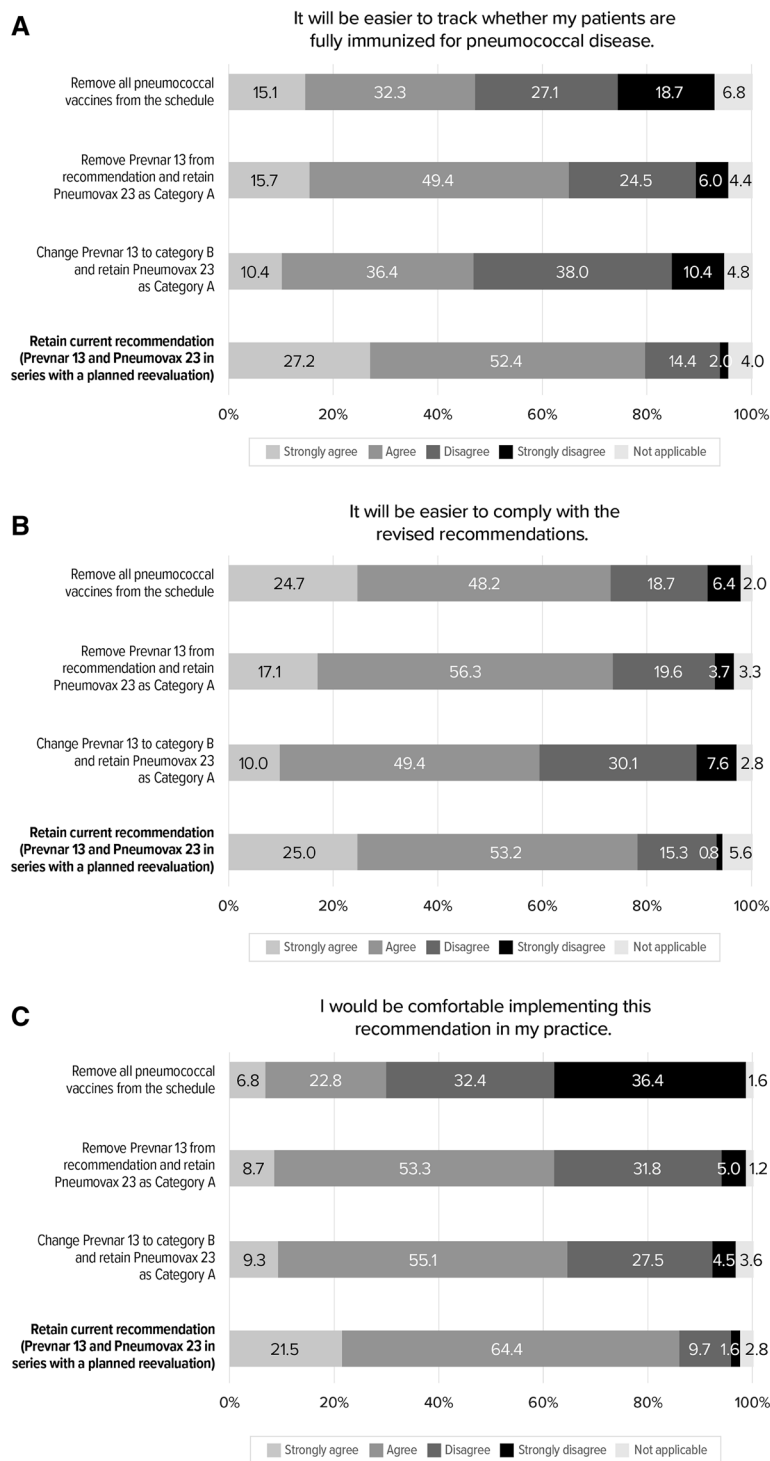 A
It will be easier to track whether my patients are
fully immunized for pneumococcal disease.
Remove all pneumococcal
vaccines from the schedule
15.1 32.3 27.1 18.7 6.8
Remove Prevnar 13 from
recommendation and retain
Pneumovax 23 as Category A
15.7 49.4 24.5 6.0 4.4
Change Prevnar 13 to category B
and retain Pneumovax 23
as Category A
10.4 36.4 38.0 10.4 4.8
Retain current recommendation
(Prevnar 13 and Pneumovax 23 in
series with a planned reevaluation)
27.2 52.4 14.4 2.0 4.0
0% 20% 40% 60% 80% 100%
Strongly agree Agree Disagree Strongly disagree Not applicable
B
It will be easier to comply with the
revised recommendations.
Remove all pneumococcal
vaccines from the schedule
24.7 48.2 18.7 6.4 2.0
Remove Prevnar 13 from
recommendation and retain
Pneumovax 23 as Category A
17.1 56.3 19.6 3.7 3.3
Change Prevnar 13 to category B
and retain Pneumovax 23
as Category A
10.0 49.4 30.1 7.6 2.8
Retain current recommendation
(Prevnar 13 and Pneumovax 23 in
series with a planned reevaluation)
25.0 53.2 15.3 0.8 5.6
0% 20% 40% 60% 80% 100%
Strongly agree Agree Disagree Strongly disagree Not applicable
C
I would be comfortable implementing this
recommendation in my practice.
Remove all pneumococcal
vaccines from the schedule
6.8 22.8 32.4 36.4 1.6
Remove Prevnar 13 from
recommendation and retain
Pneumovax 23 as Category A
8.7 53.3 31.8 5.0 1.2
Change Prevnar 13 to category B
and retain Pneumovax 23
as Category A
9.3 55.1 27.5 4.5 3.6
Retain current recommendation
(Prevnar 13 and Pneumovax 23 in
series with a planned reevaluation)
21.5 64.4 9.7 1.6 2.8
0% 20% 40% 60% 80% 100%
Strongly agree Agree Disagree Strongly disagree Not applicable